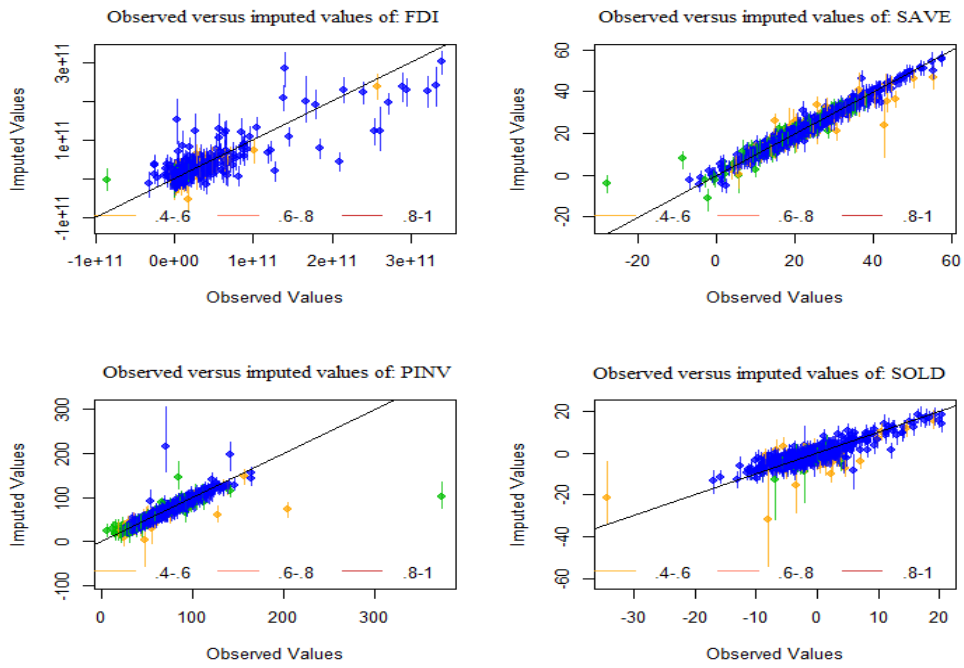 Observed versus imputed values of: FDI
Imputed Values
-1e+11 1e+11 3e+11
.4-.6 .6-.8 .8-1
-1e+11 0e+00 1e+11 2e+11 3e+11
Observed Values
Observed versus imputed values of: SAVE
Imputed Values
-20 0 20 40 60
.4-.6 .6-.8 .8-1
-20 0 20 40 60
Observed Values
Observed versus imputed values of: PINV
Imputed Values
-100 0 100 200 300
.4-.6 .6-.8 .8-1
0 100 200 300
Observed Values
Observed versus imputed values of: SOLD
Imputed Values
-60 -40 -20 0 20
.4-.6 .6-.8 .8-1
-30 -20 -10 0 10 20
Observed Values